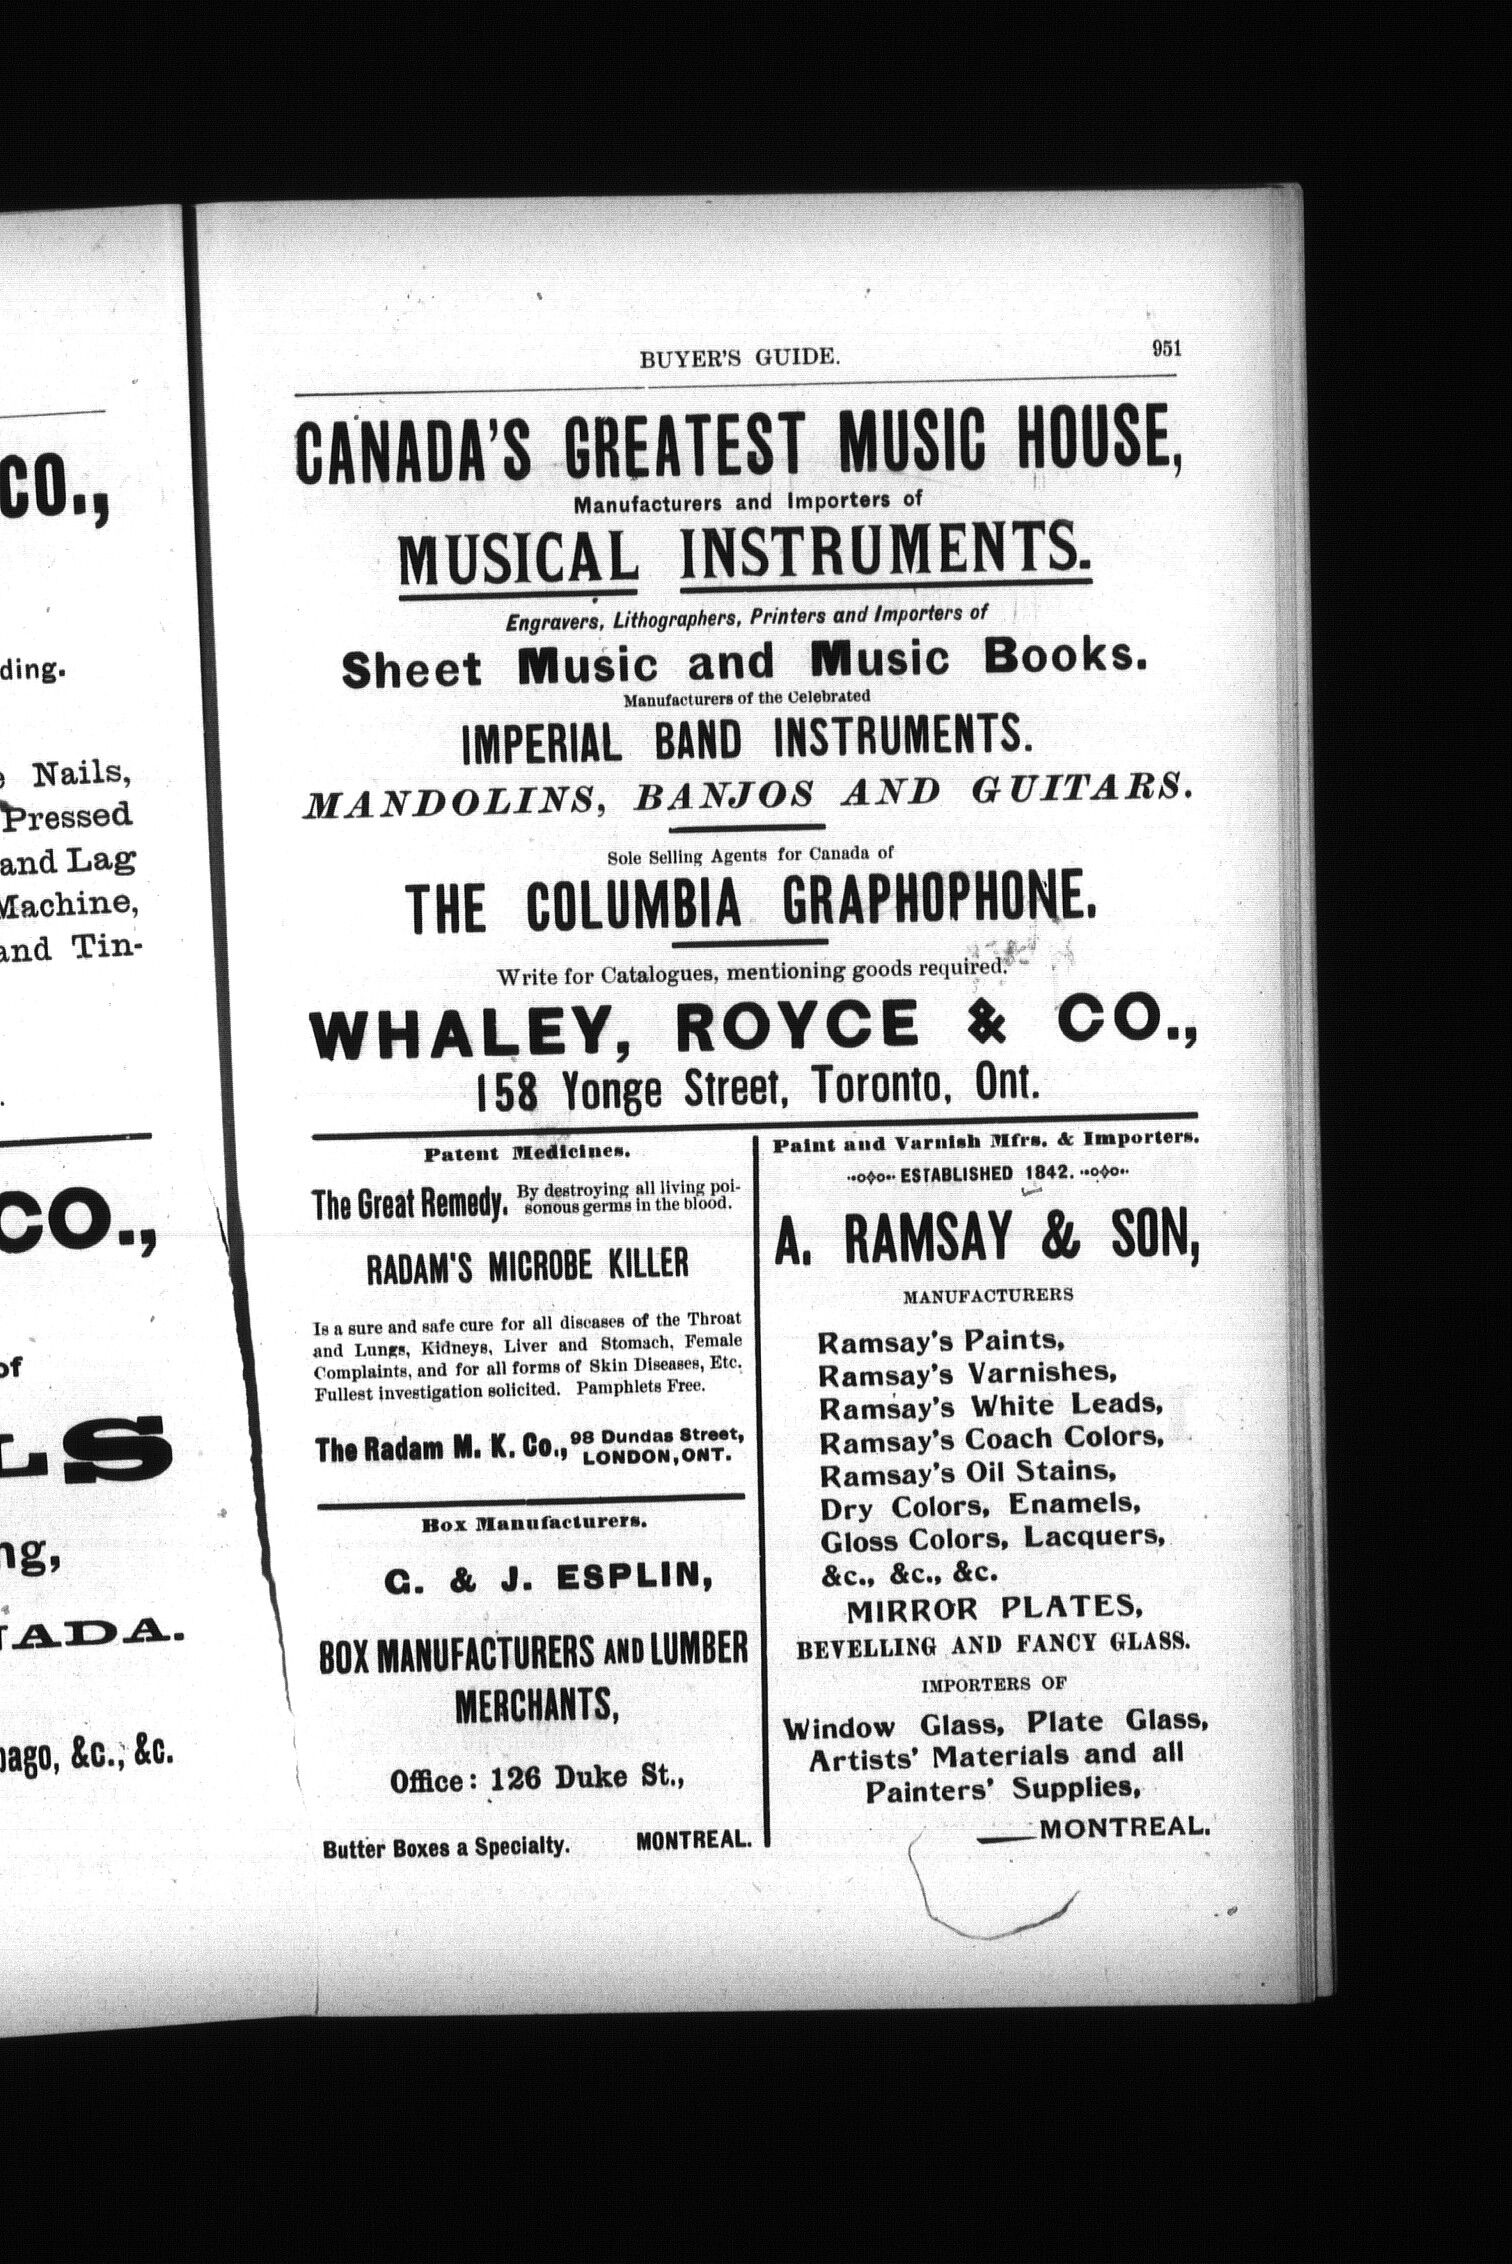 CO.,
ding.
Nails,
Pressed
and Lag
Machine,
and Tin-
CO.,
of
LS
ng,
ADA.
ago, &c., &c.
BUYER'S GUIDE. 951
CANADA'S GREATEST MUSIC HOUSE,
Manufacturers and Importers of
MUSICAL INSTRUMENTS.
Engravers, Lithographers, Printers and Importers of
Sheet Music and Music Books.
Manufacturers of the Celebrated
IMPERIAL BAND INSTRUMENTS.
MANDOLINS, BANJOS AND GUITARS.
Sole Selling Agents for Canada of
THE COLUMBIA GRAPHOPHONE.
Write for Catalogues, mentioning goods required.
WHALEY, ROYCE & CO.,
158 Yonge Street, Toronto, Ont.
Patent Medicines.
The Great Remedy. By destroying all living poi-
sonous germs in the blood.
RADAM'S MICROBE KILLER
Is a sure and safe cure for all diseases of the Throat
and Lungs, Kidneys, Liver and Stomach, Female
Complaints, and for all forms of Skin Diseases, Etc.
Fullest investigation solicited. Pamphlets Free.
The Radam M. K. Co., 98 Dundas Street,
LONDON, ONT.
Box Manufacturers.
G. & J. ESPLIN,
BOX MANUFACTURERS AND LUMBER
MERCHANTS,
Office: 126 Duke St.,
Butter Boxes a Specialty. MONTREAL.
Paint and Varnish Mfrs. & Importers.
ESTABLISHED 1842.
A. RAMSAY & SON,
MANUFACTURERS
Ramsay's Paints,
Ramsay's Varnishes,
Ramsay's White Leads,
Ramsay's Coach Colors,
Ramsay's Oil Stains,
Dry Colors, Enamels,
Gloss Colors, Lacquers,
&c., &c., &c.
MIRROR PLATES,
BEVELLING AND FANCY GLASS.
IMPORTERS OF
Window Glass, Plate Glass,
Artists' Materials and all
Painters' Supplies,
MONTREAL.